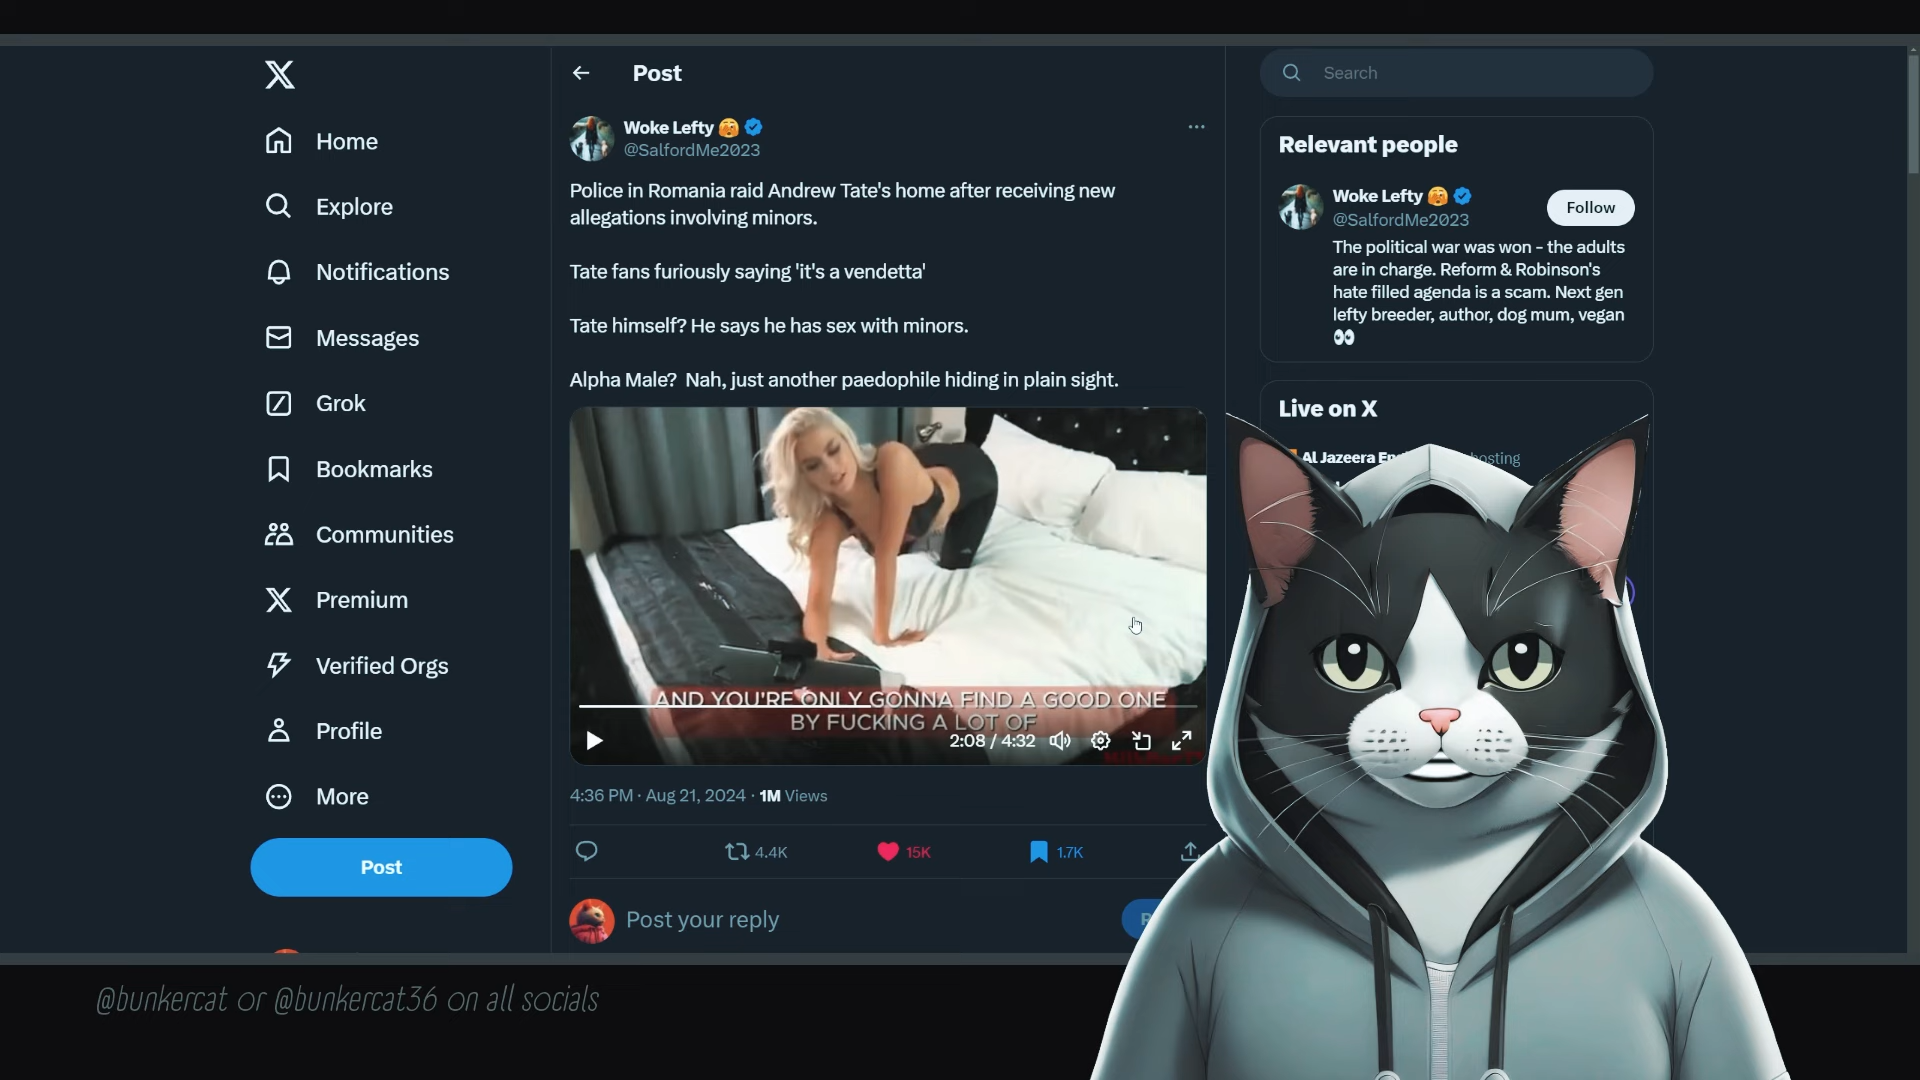 Home
Explore
Notifications
Messages
Grok
Bookmarks
Communities
Premium
Verified Orgs
Profile
More
Post
Post
Woke Lefty
@SalfordMe2023
Police in Romania raid Andrew Tate's home after receiving new
allegations involving minors.
Tate fans furiously saying 'it's a vendetta'
Tate himself? He says he has sex with minors.
Alpha Male?  Nah, just another paedophile hiding in plain sight.
AND YOU'RE ONLY GONNA FIND A GOOD ONE
BY FUCKING A LOT OF
2:08 / 4:32
4:36 PM · Aug 21, 2024 · 1M Views
4.4K
15K
1.7K
Post your reply
Search
Relevant people
Woke Lefty
@SalfordMe2023
Follow
The political war was won - the adults
are in charge. Reform & Robinson's
hate filled agenda is a scam. Next gen
lefty breeder, author, dog mum, vegan
Live on X
Al Jazeera
@bunkercat or @bunkercat36 on all socials